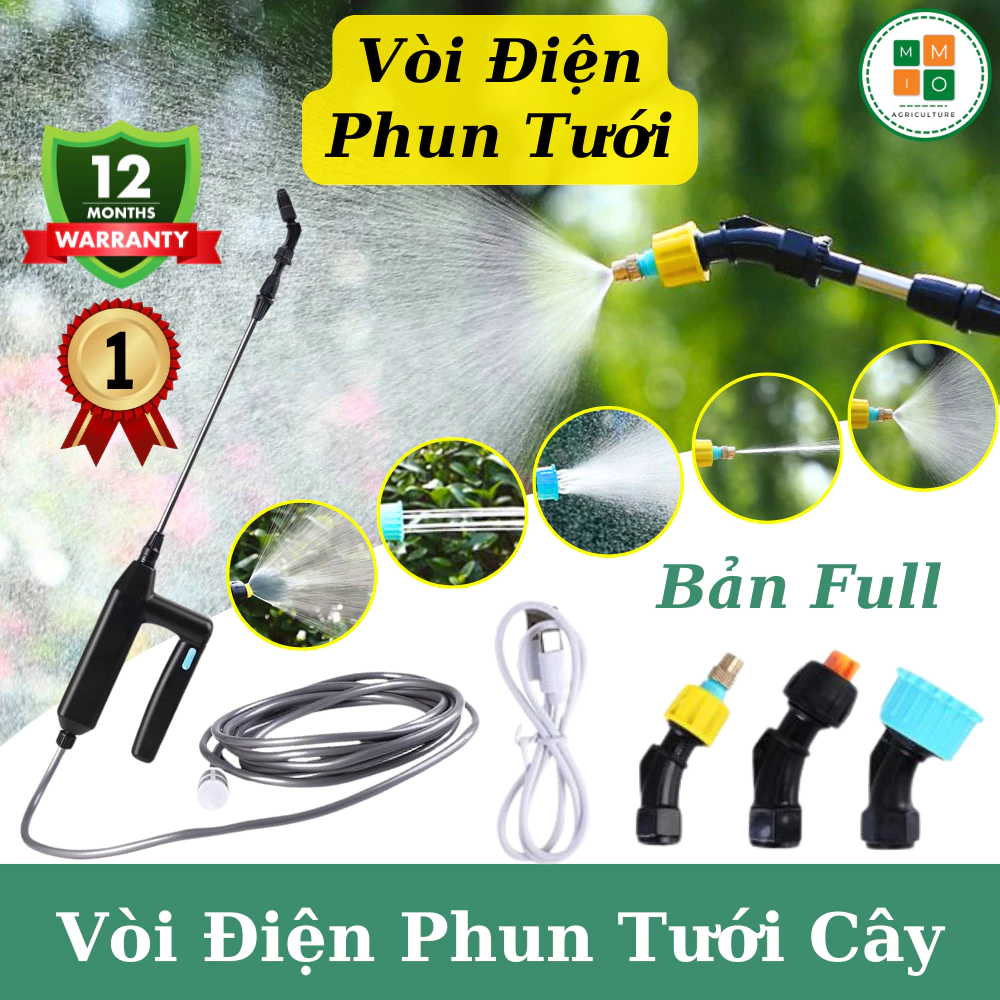 Vòi Điện
Phun Tưới
M M
I O
AGRICULTURE
12
MONTHS
WARRANTY
1
Bản Full
Vòi Điện Phun Tưới Cây